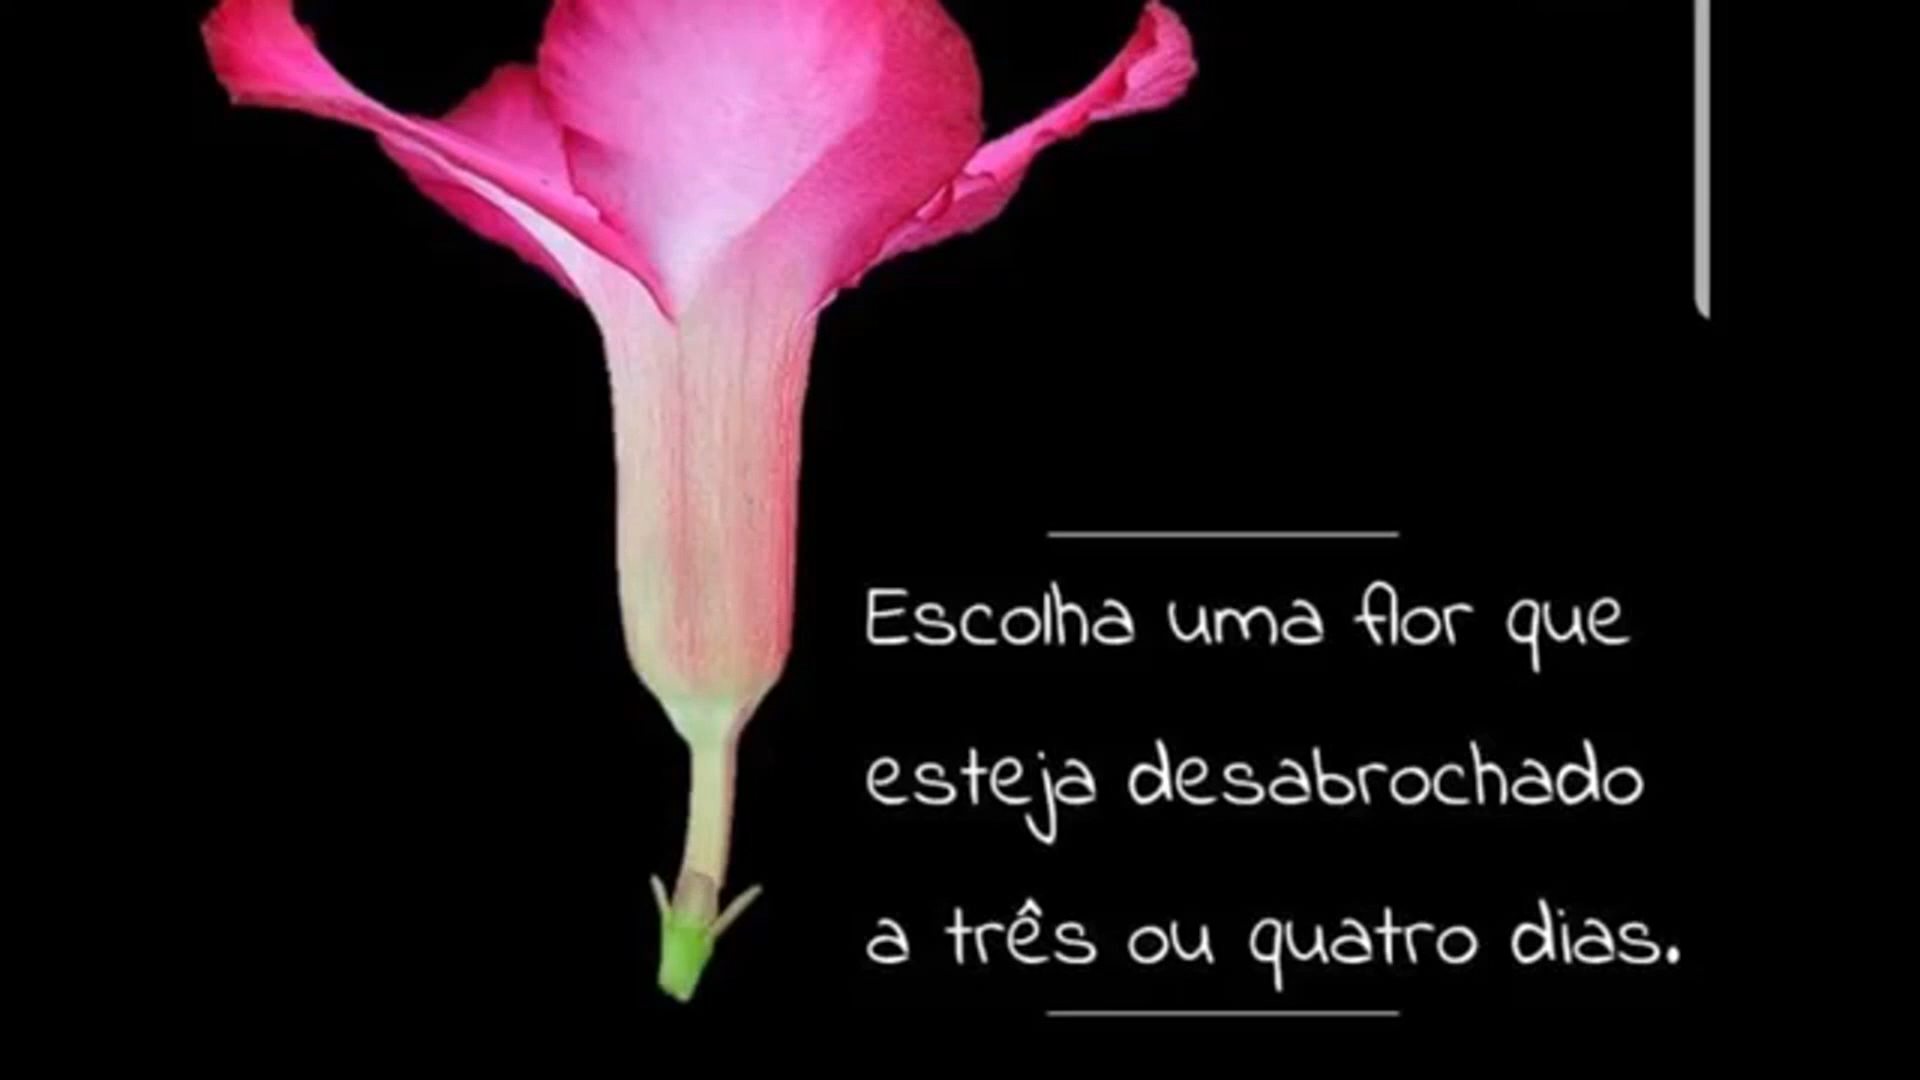 Escolha uma flor que
esteja desabrochado
a três ou quatro dias.